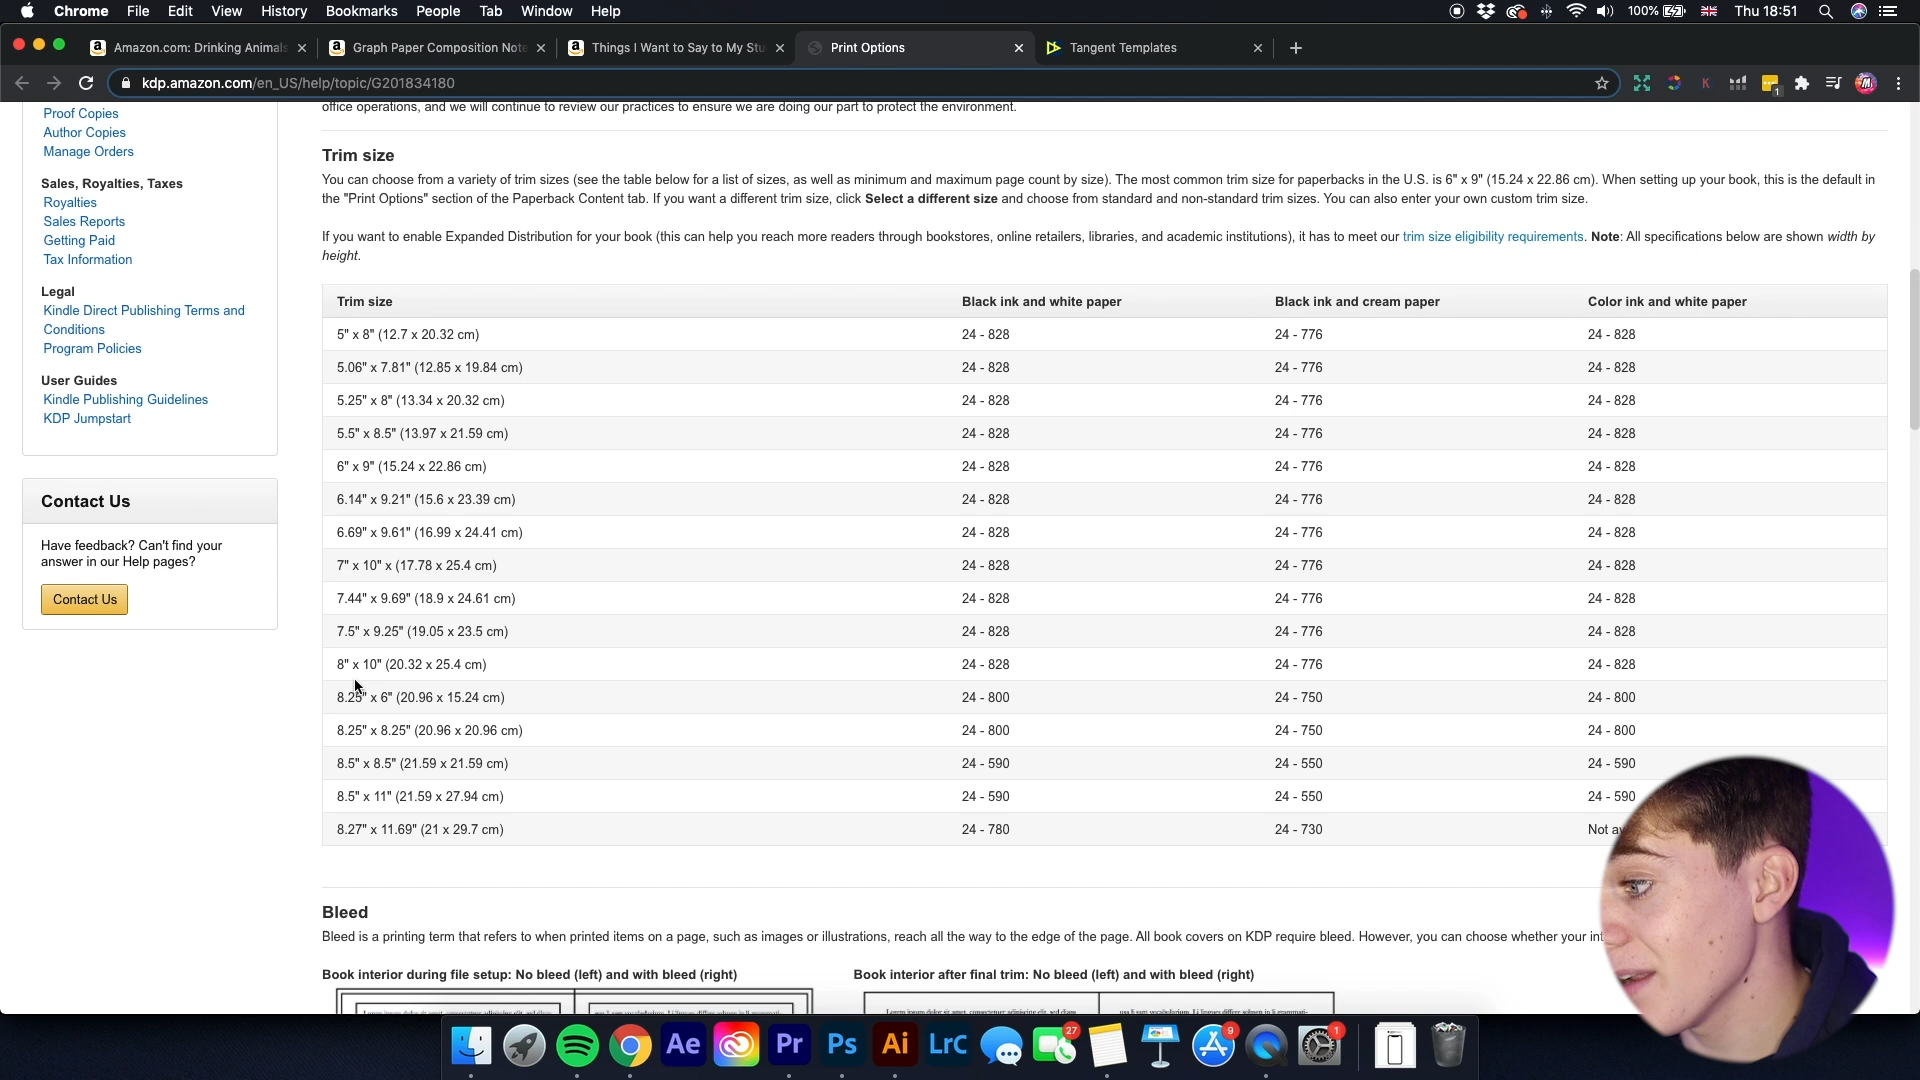 Chrome File Edit View History Bookmarks People Tab Window Help
100% Thu 18:51
Amazon.com: Drinking Animals
Graph Paper Composition Note
Things I Want to Say to My Stu
Print Options
Tangent Templates
kdp.amazon.com/en_US/help/topic/G201834180
1
Proof Copies
Author Copies
Manage Orders
Sales, Royalties, Taxes
Royalties
Sales Reports
Getting Paid
Tax Information
Legal
Kindle Direct Publishing Terms and
Conditions
Program Policies
User Guides
Kindle Publishing Guidelines
KDP Jumpstart
Contact Us
Have feedback? Can't find your
answer in our Help pages?
Contact Us
office operations, and we will continue to review our practices to ensure we are doing our part to protect the environment.
Trim size
You can choose from a variety of trim sizes (see the table below for a list of sizes, as well as minimum and maximum page count by size). The most common trim size for paperbacks in the U.S. is 6" x 9" (15.24 x 22.86 cm). When setting up your book, this is the default in
the "Print Options" section of the Paperback Content tab. If you want a different trim size, click Select a different size and choose from standard and non-standard trim sizes. You can also enter your own custom trim size.
If you want to enable Expanded Distribution for your book (this can help you reach more readers through bookstores, online retailers, libraries, and academic institutions), it has to meet our trim size eligibility requirements. Note: All specifications below are shown width by
height.
Trim size Black ink and white paper Black ink and cream paper Color ink and white paper
5" x 8" (12.7 x 20.32 cm) 24 - 828 24 - 776 24 - 828
5.06" x 7.81" (12.85 x 19.84 cm) 24 - 828 24 - 776 24 - 828
5.25" x 8" (13.34 x 20.32 cm) 24 - 828 24 - 776 24 - 828
5.5" x 8.5" (13.97 x 21.59 cm) 24 - 828 24 - 776 24 - 828
6" x 9" (15.24 x 22.86 cm) 24 - 828 24 - 776 24 - 828
6.14" x 9.21" (15.6 x 23.39 cm) 24 - 828 24 - 776 24 - 828
6.69" x 9.61" (16.99 x 24.41 cm) 24 - 828 24 - 776 24 - 828
7" x 10" x (17.78 x 25.4 cm) 24 - 828 24 - 776 24 - 828
7.44" x 9.69" (18.9 x 24.61 cm) 24 - 828 24 - 776 24 - 828
7.5" x 9.25" (19.05 x 23.5 cm) 24 - 828 24 - 776 24 - 828
8" x 10" (20.32 x 25.4 cm) 24 - 828 24 - 776 24 - 828
8.25" x 6" (20.96 x 15.24 cm) 24 - 800 24 - 750 24 - 800
8.25" x 8.25" (20.96 x 20.96 cm) 24 - 800 24 - 750 24 - 800
8.5" x 8.5" (21.59 x 21.59 cm) 24 - 590 24 - 550 24 - 590
8.5" x 11" (21.59 x 27.94 cm) 24 - 590 24 - 550 24 - 590
8.27" x 11.69" (21 x 29.7 cm) 24 - 780 24 - 730 Not av
Bleed
Bleed is a printing term that refers to when printed items on a page, such as images or illustrations, reach all the way to the edge of the page. All book covers on KDP require bleed. However, you can choose whether your int
Book interior during file setup: No bleed (left) and with bleed (right) Book interior after final trim: No bleed (left) and with bleed (right)
Ae Pr Ps Ai LrC 27 9 1